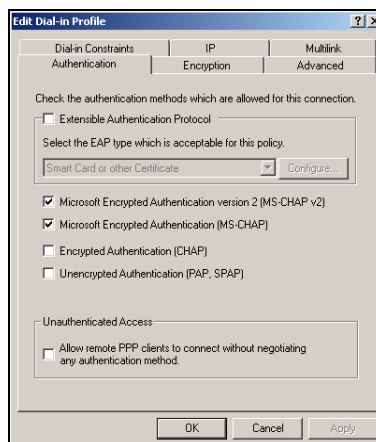 Edit Dial-in Profile
Dial-in Constraints IP Multilink
Authentication Encryption Advanced
Check the authentication methods which are allowed for this connection.
Extensible Authentication Protocol
Select the EAP type which is acceptable for this policy.
Smart Card or other Certificate Configure...
Microsoft Encrypted Authentication version 2 (MS-CHAP v2)
Microsoft Encrypted Authentication (MS-CHAP)
Encrypted Authentication (CHAP)
Unencrypted Authentication (PAP, SPAP)
Unauthenticated Access
Allow remote PPP clients to connect without negotiating
any authentication method.
OK Cancel Apply